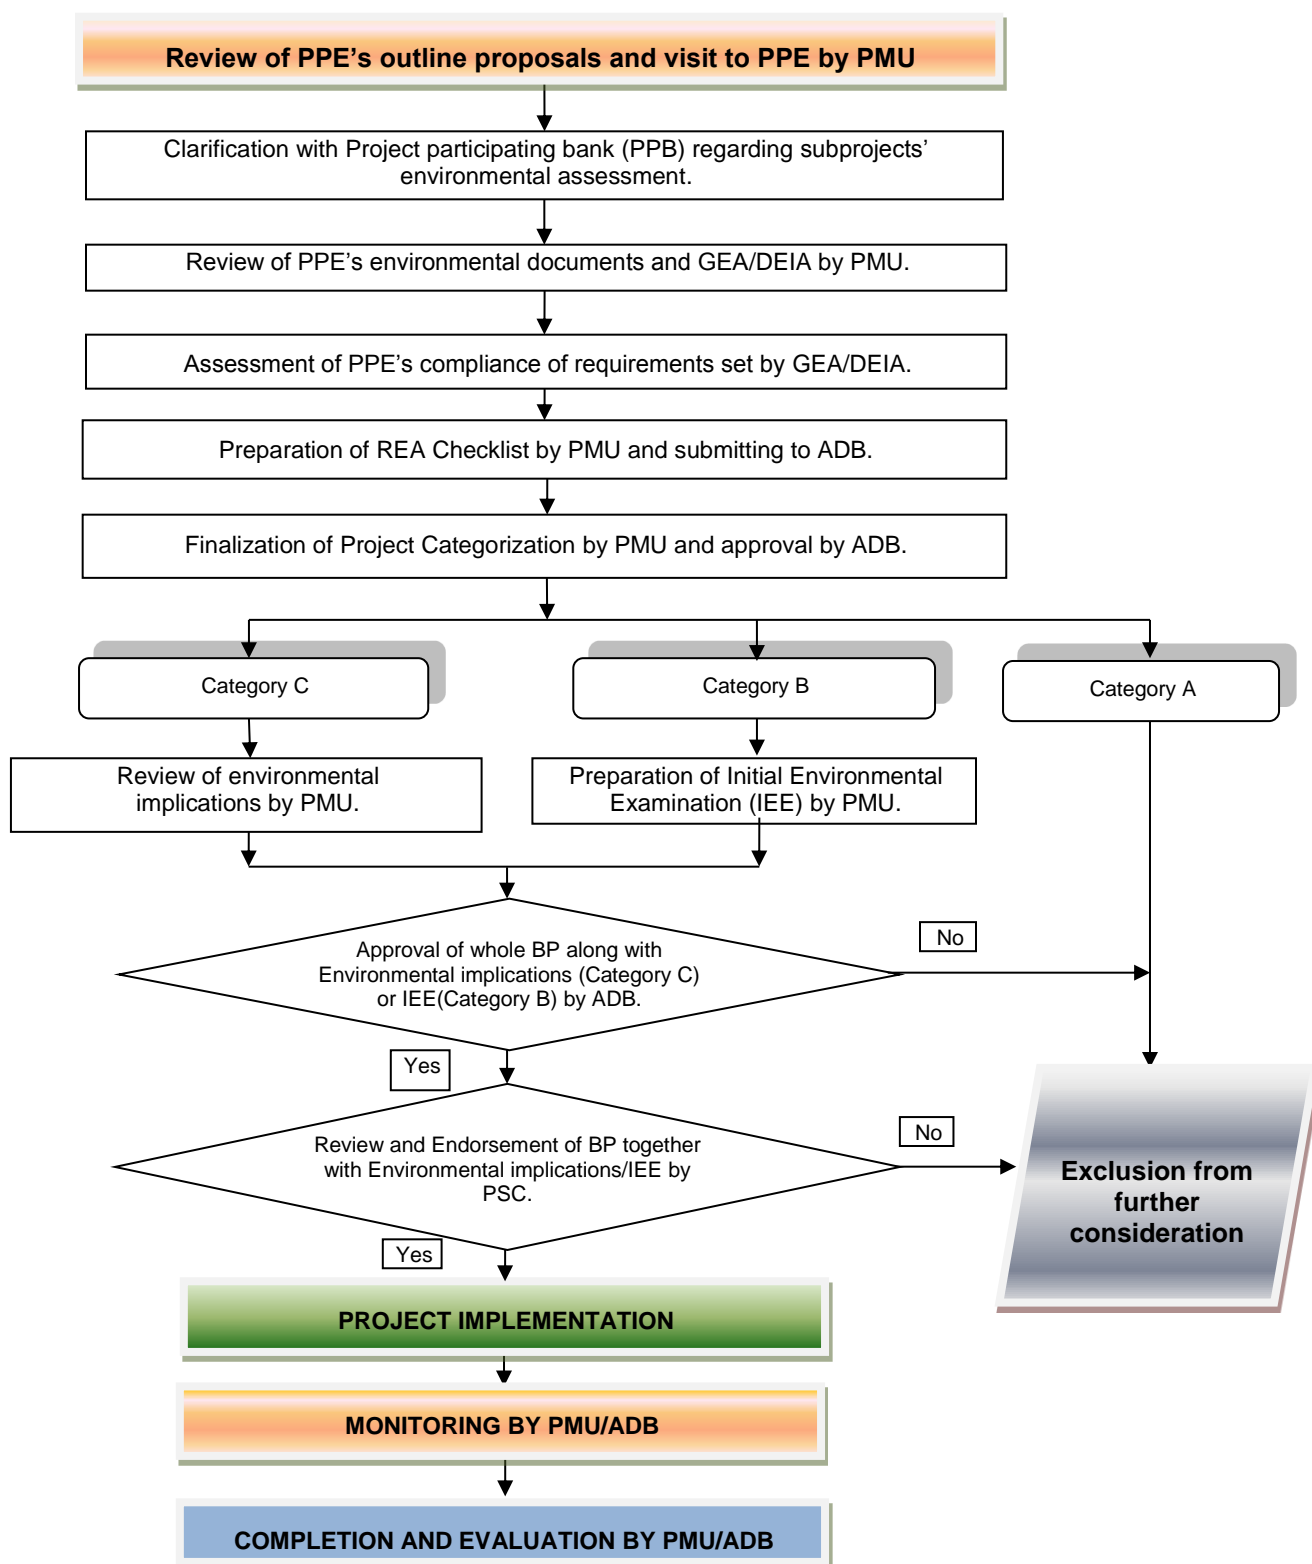 Review of PPE’s outline proposals and visit to PPE by PMU
Clarification with Project participating bank (PPB) regarding subprojects’
environmental assessment.
Review of PPE’s environmental documents and GEA/DEIA by PMU.
Assessment of PPE’s compliance of requirements set by GEA/DEIA.
Preparation of REA Checklist by PMU and submitting to ADB.
Finalization of Project Categorization by PMU and approval by ADB.
Category C
Category B
Category A
Review of environmental
implications by PMU.
Preparation of Initial Environmental
Examination (IEE) by PMU.
Approval of whole BP along with
Environmental implications (Category C)
or IEE(Category B) by ADB.
No
Yes
Review and Endorsement of BP together
with Environmental implications/IEE by
PSC.
No
Yes
Exclusion from
further
consideration
PROJECT IMPLEMENTATION
MONITORING BY PMU/ADB
COMPLETION AND EVALUATION BY PMU/ADB